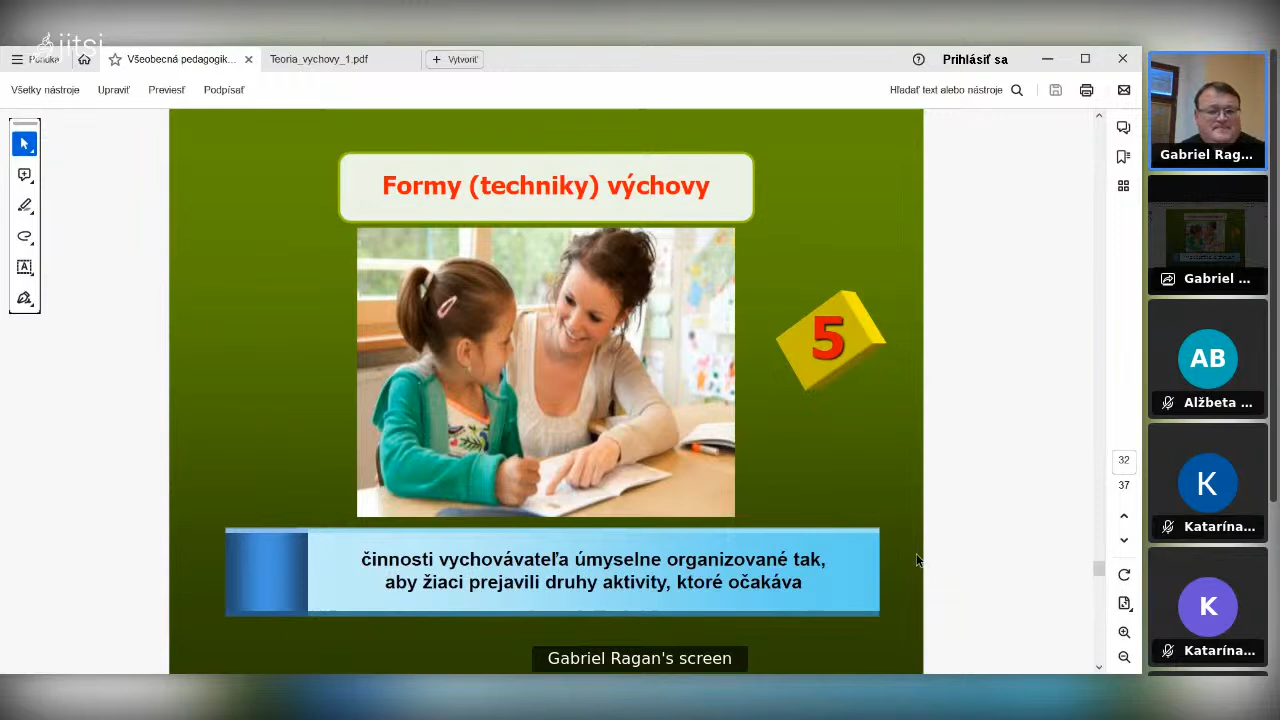 jitsi
Ponuka
Všeobecná pedagogik...
Teoria_vychovy_1.pdf
Vytvoriť
Prihlásiť sa
Všetky nástroje
Upraviť
Previesť
Podpísať
Hľadať text alebo nástroje
Formy (techniky) výchovy
5
činnosti vychovávateľa úmyselne organizované tak,
aby žiaci prejavili druhy aktivity, ktoré očakáva
Gabriel Ragan's screen
32
37
Gabriel Rag...
Gabriel ...
AB
Alžbeta ...
K
Katarína...
K
Katarína...